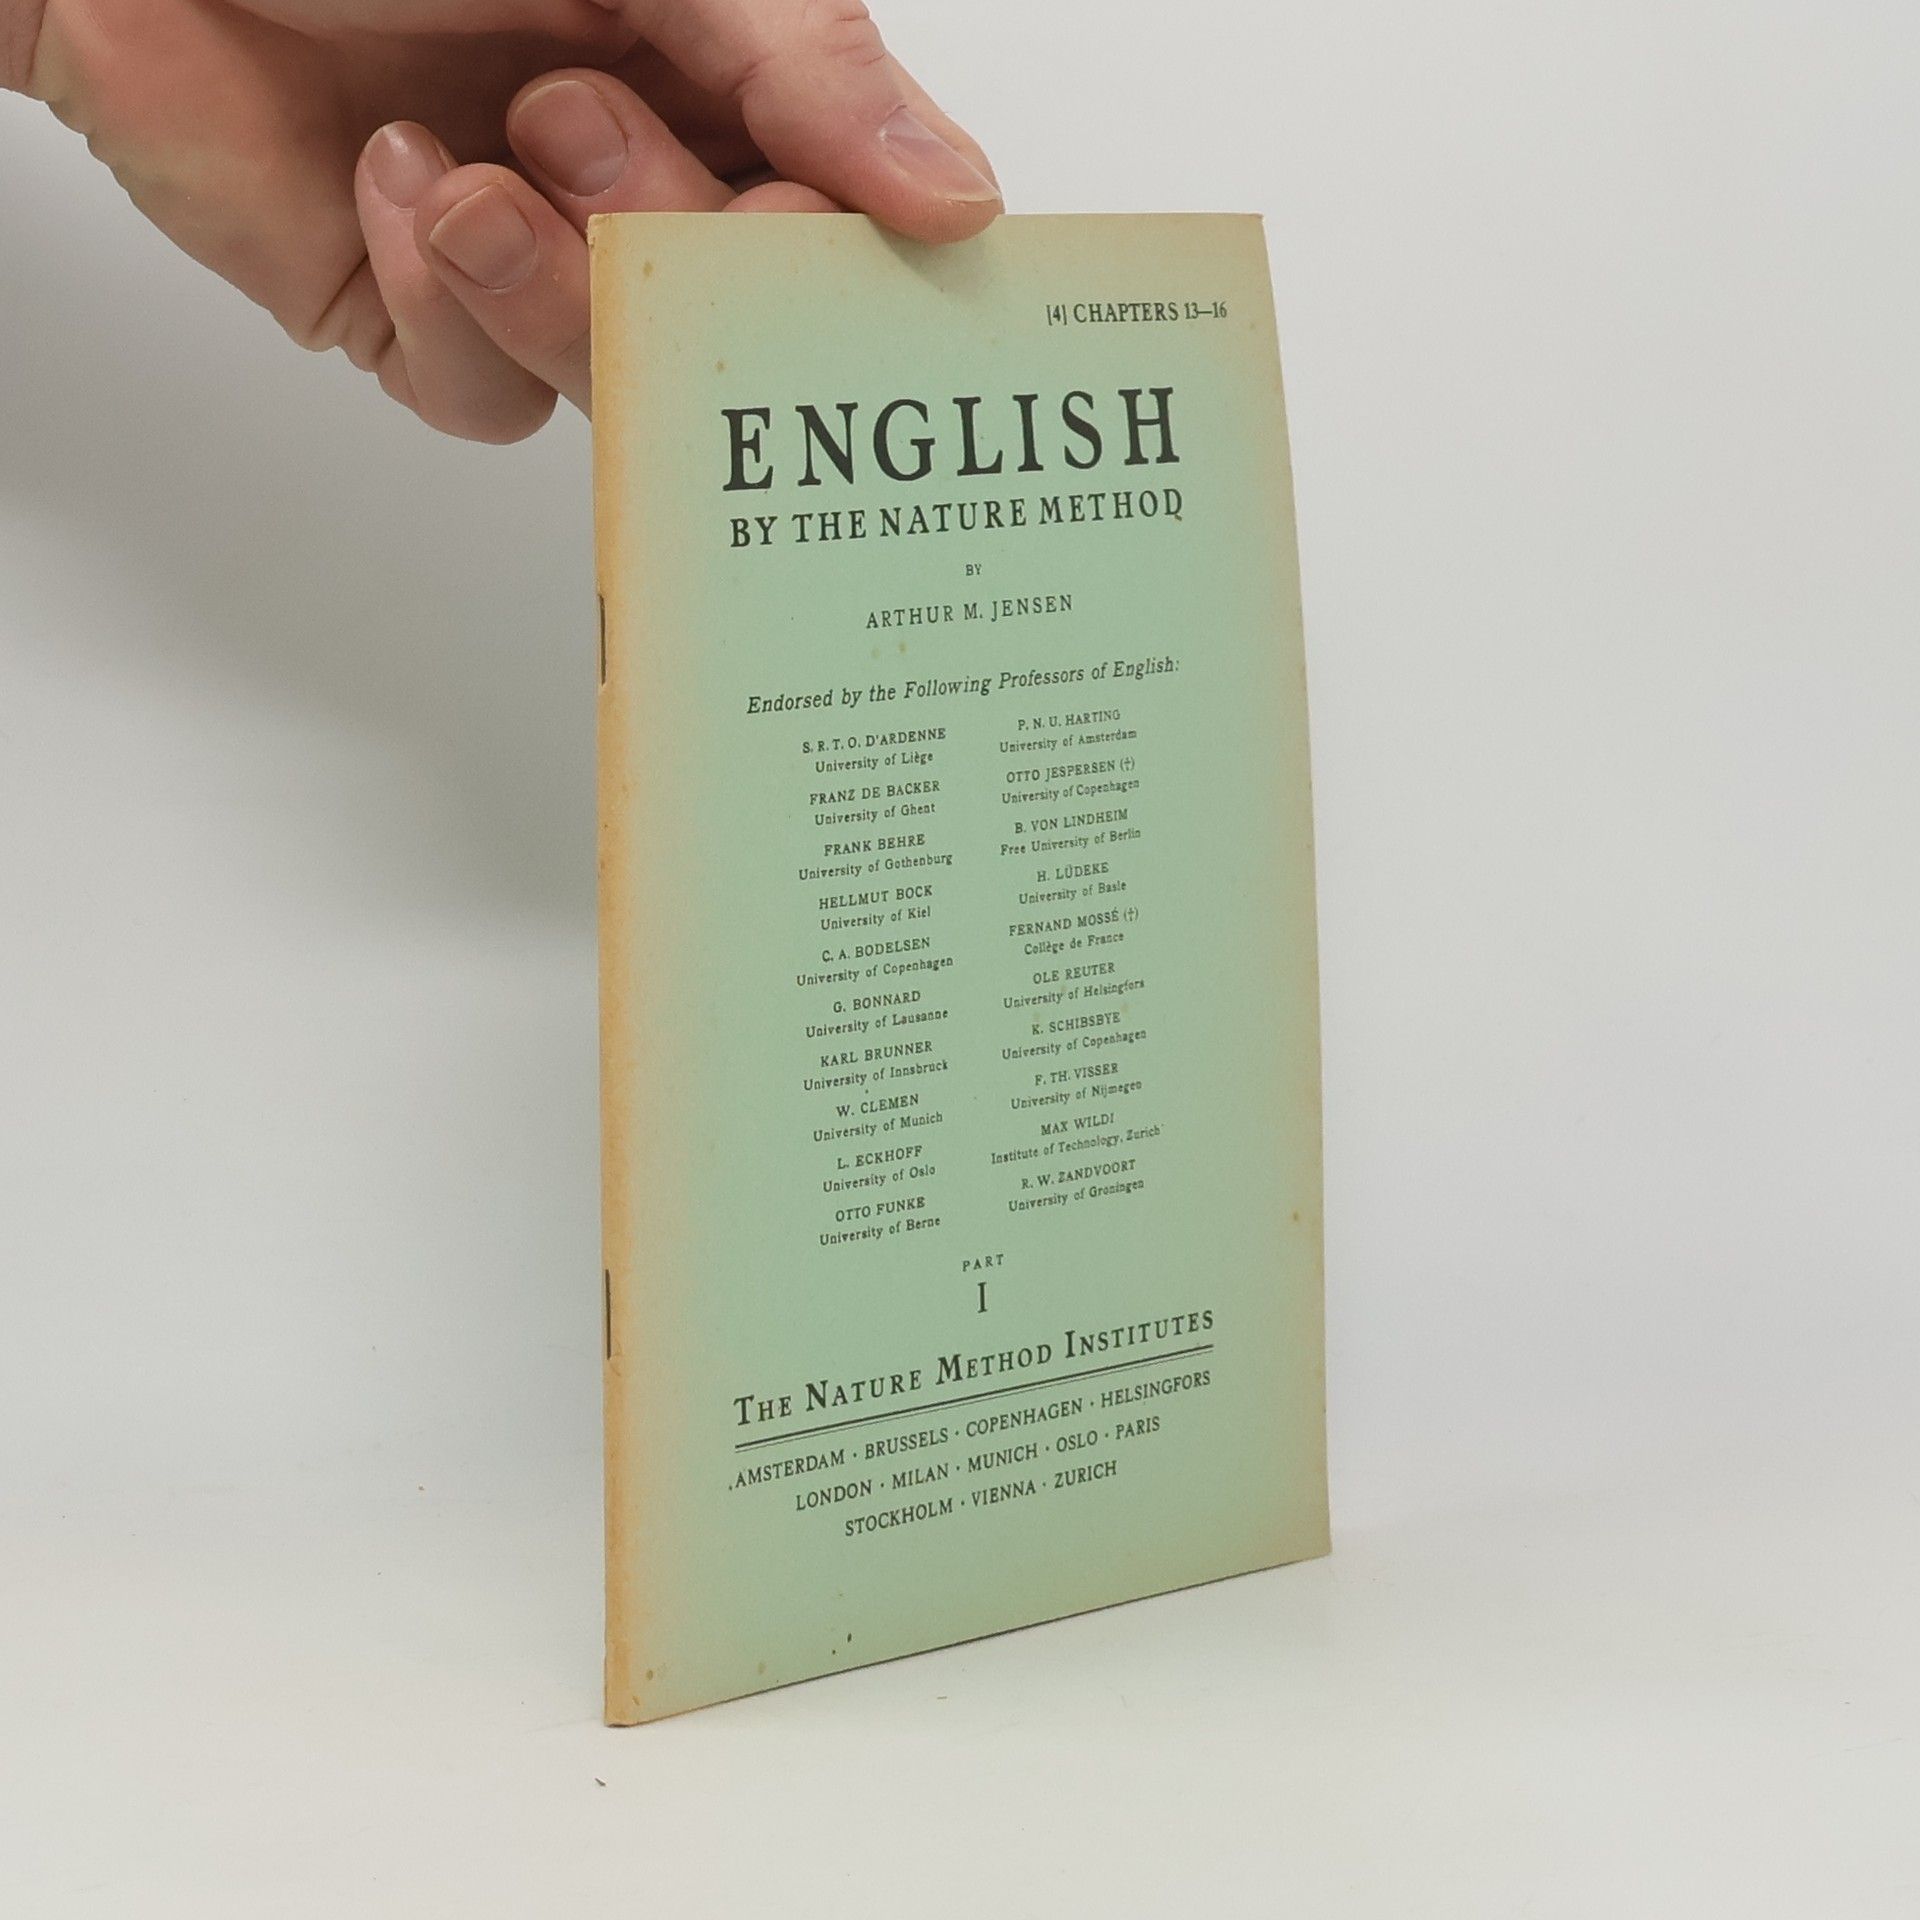 [4] CHAPTERS 13—16
ENGLISH
BY THE NATURE METHOD
BY
ARTHUR M. JENSEN
Endorsed by the Following Professors of English:
S. R. T. O. D'ARDENNE
University of Liège
FRANZ DE BACKER
University of Ghent
FRANK BEHRE
University of Gothenburg
HELLMUT BOCK
University of Kiel
C. A. BODELSEN
University of Copenhagen
G. BONNARD
University of Lausanne
KARL BRUNNER
University of Innsbruck
W. CLEMEN
University of Munich
L. ECKHOFF
University of Oslo
OTTO FUNKE
University of Berne
P. N. U. HARTING
University of Amsterdam
OTTO JESPERSEN (†)
University of Copenhagen
B. VON LINDHEIM
Free University of Berlin
H. LÜDEKE
University of Basle
FERNAND MOSSÉ (†)
Collège de France
OLE REUTER
University of Helsingfors
K. SCHIBSBYE
University of Copenhagen
F. TH. VISSER
University of Nijmegen
MAX WILDI
Institute of Technology, Zurich
R. W. ZANDVOORT
University of Groningen
PART
I
THE NATURE METHOD INSTITUTES
AMSTERDAM · BRUSSELS · COPENHAGEN · HELSINGFORS
LONDON · MILAN · MUNICH · OSLO · PARIS
STOCKHOLM · VIENNA · ZURICH